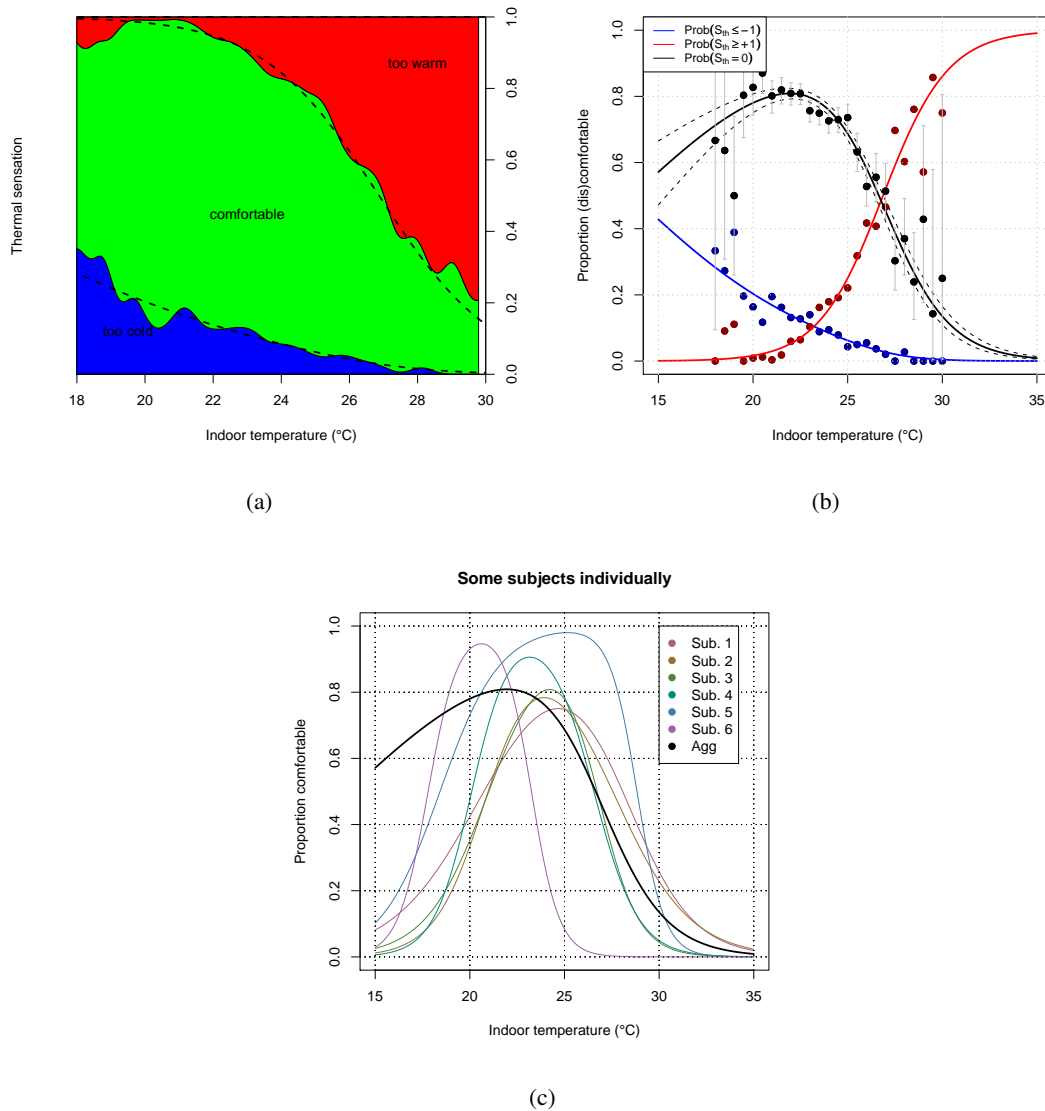 too warm
comfortable
too cold
Thermal sensation
0.0 0.2 0.4 0.6 0.8 1.0
18 20 22 24 26 28 30
Indoor temperature (°C)
(a)
Prob(S_th ≤ −1)
Prob(S_th ≥ +1)
Prob(S_th = 0)
Proportion (dis)comfortable
0.0 0.2 0.4 0.6 0.8 1.0
15 20 25 30 35
Indoor temperature (°C)
(b)
Some subjects individually
Sub. 1
Sub. 2
Sub. 3
Sub. 4
Sub. 5
Sub. 6
Agg
Proportion comfortable
0.0 0.2 0.4 0.6 0.8 1.0
15 20 25 30 35
Indoor temperature (°C)
(c)